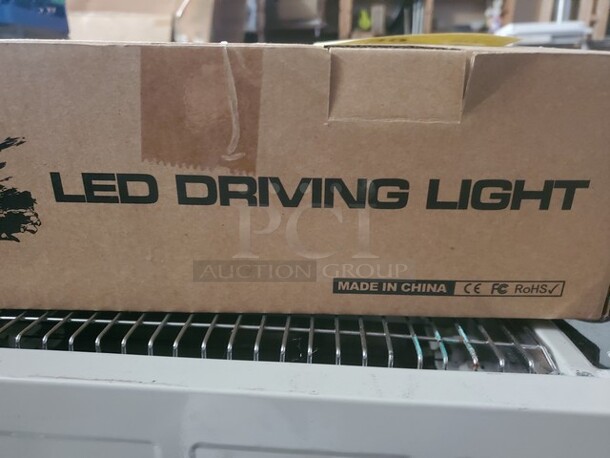 LED DRIVING LIGHT
PCI
AUCTION GROUP
MADE IN CHINA CE FC RoHS✓